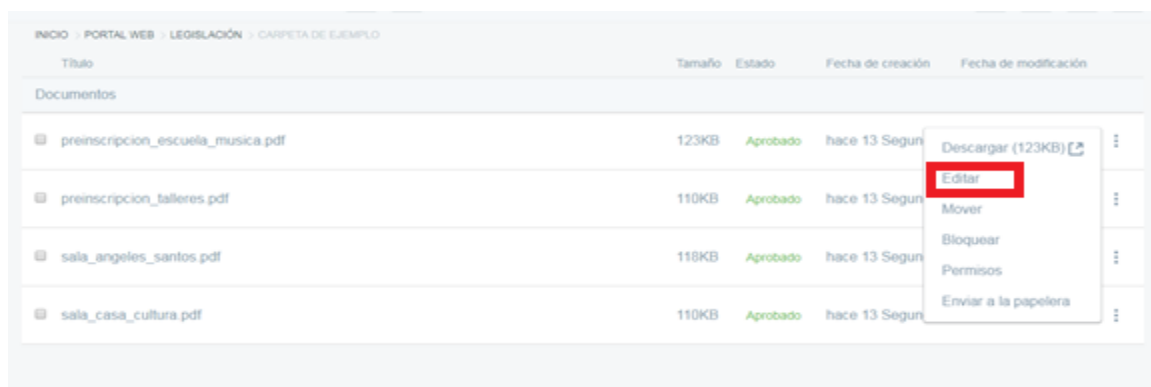 INICIO > PORTAL WEB > LEGISLACIÓN > CARPETA DE EJEMPLO
Título Tamaño Estado Fecha de creación Fecha de modificación
Documentos
preinscripcion_escuela_musica.pdf 123KB Aprobado hace 13 Segun
preinscripcion_talleres.pdf 110KB Aprobado hace 13 Segun
sala_angeles_santos.pdf 118KB Aprobado hace 13 Segun
sala_casa_cultura.pdf 110KB Aprobado hace 13 Segun
Descargar (123KB)
Editar
Mover
Bloquear
Permisos
Enviar a la papelera